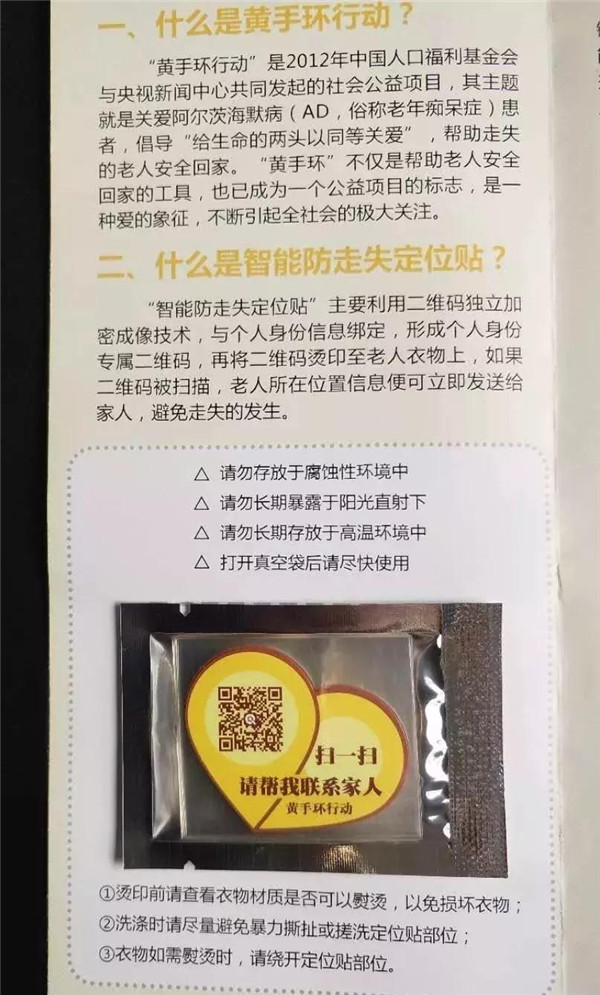 一、什么是黄手环行动？
“黄手环行动”是2012年中国人口福利基金会
与央视新闻中心共同发起的社会公益项目，其主题
就是关爱阿尔茨海默病（AD，俗称老年痴呆症）患
者，倡导“给生命的两头以同等关爱”，帮助走失
的老人安全回家。“黄手环”不仅是帮助老人安全
回家的工具，也已成为一个公益项目的标志，是一
种爱的象征，不断引起全社会的极大关注。
二、什么是智能防走失定位贴？
“智能防走失定位贴”主要利用二维码独立加
密成像技术，与个人身份信息绑定，形成个人身份
专属二维码，再将二维码烫印至老人衣物上，如果
二维码被扫描，老人所在位置信息便可立即发送给
家人，避免走失的发生。
△ 请勿存放于腐蚀性环境中
△ 请勿长期暴露于阳光直射下
△ 请勿长期存放于高温环境中
△ 打开真空袋后请尽快使用
扫一扫
请帮我联系家人
黄手环行动
①烫印前请查看衣物材质是否可以熨烫，以免损坏衣物；
②洗涤时请尽量避免暴力撕扯或搓洗定位贴部位；
③衣物如需熨烫时，请绕开定位贴部位。